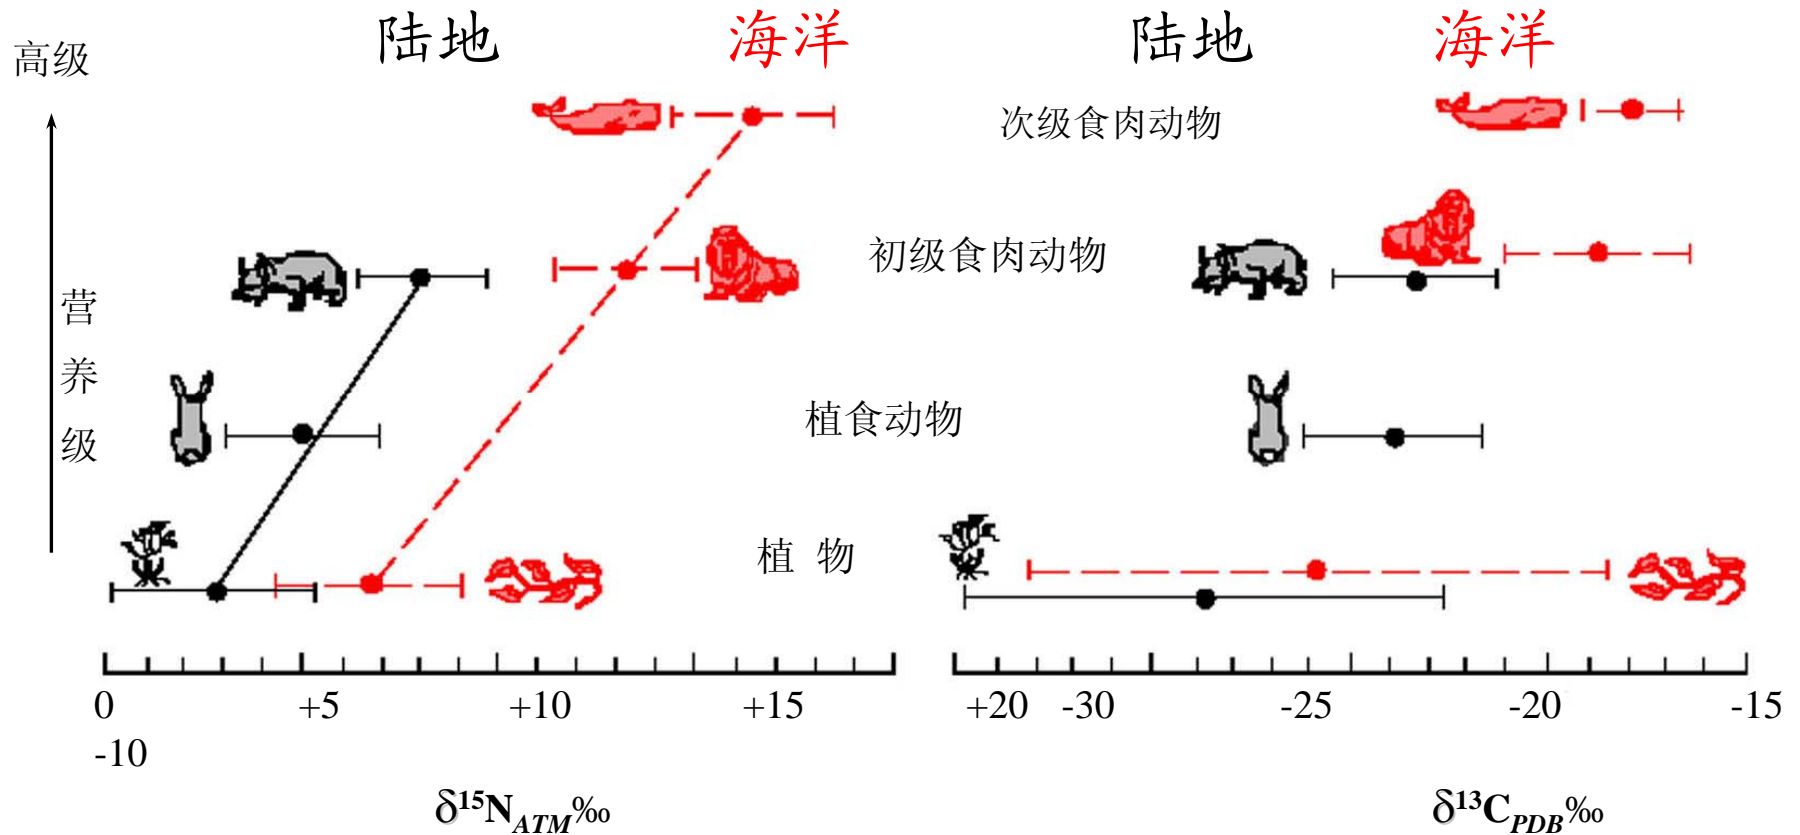 陆地 海洋 陆地 海洋
高级
次级食肉动物
初级食肉动物
营养级
植食动物
植 物
0 +5 +10 +15 +20 -30 -25 -20 -15
-10
δ¹⁵N_ATM‰ δ¹³C_PDB‰